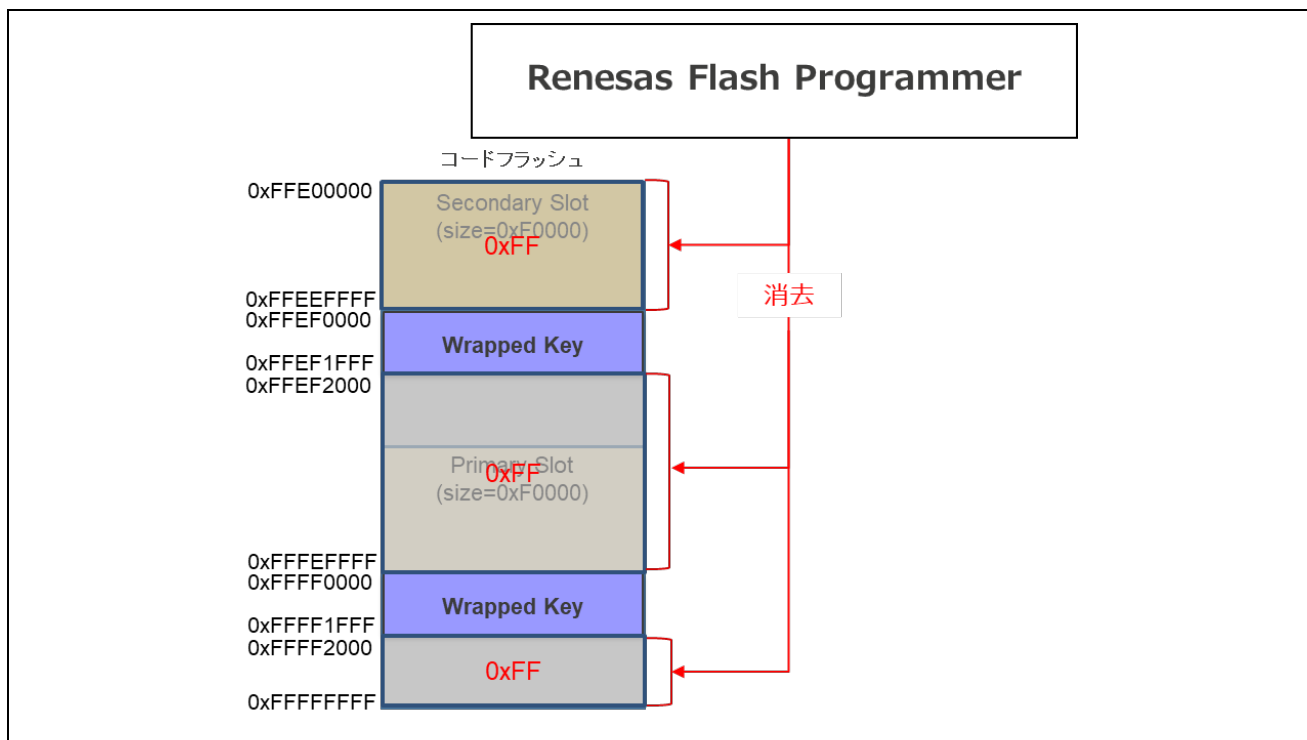 Renesas Flash Programmer
コードフラッシュ
0xFFE00000
Secondary Slot
(size=0xF0000)
0xFF
消去
0xFFEEFFFF
0xFFEF0000
Wrapped Key
0xFFEF1FFF
0xFFEF2000
Primary Slot
0xFF
(size=0xF0000)
0xFFFEFFFF
0xFFFF0000
Wrapped Key
0xFFFF1FFF
0xFFFF2000
0xFF
0xFFFFFFFF